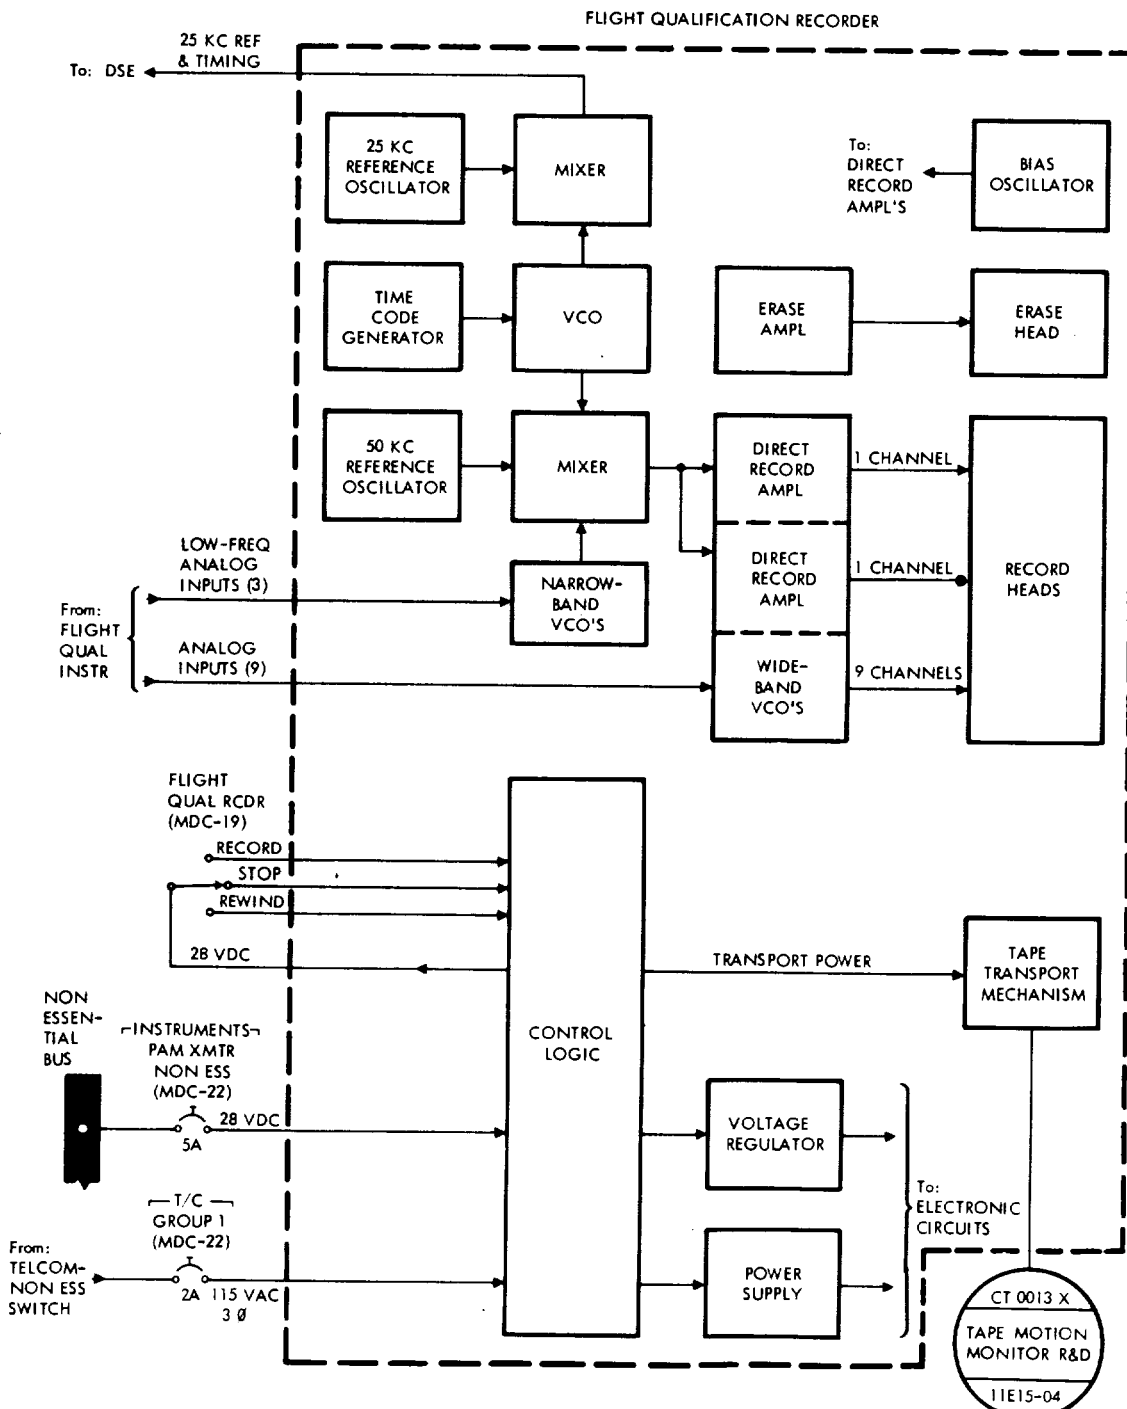 FLIGHT QUALIFICATION RECORDER
25 KC REF
& TIMING
To: DSE
25 KC
REFERENCE
OSCILLATOR
MIXER
To:
DIRECT
RECORD
AMPL'S
BIAS
OSCILLATOR
TIME
CODE
GENERATOR
VCO
ERASE
AMPL
ERASE
HEAD
50 KC
REFERENCE
OSCILLATOR
MIXER
DIRECT
RECORD
AMPL
1 CHANNEL
LOW-FREQ
ANALOG
INPUTS (3)
NARROW-
BAND
VCO'S
DIRECT
RECORD
AMPL
1 CHANNEL
RECORD
HEADS
From:
FLIGHT
QUAL
INSTR
ANALOG
INPUTS (9)
WIDE-
BAND
VCO'S
9 CHANNELS
FLIGHT
QUAL RCDR
(MDC-19)
RECORD
STOP
REWIND
28 VDC
CONTROL
LOGIC
TRANSPORT POWER
TAPE
TRANSPORT
MECHANISM
NON
ESSEN-
TIAL
BUS
INSTRUMENTS
PAM XMTR
NON ESS
(MDC-22)
28 VDC
5A
VOLTAGE
REGULATOR
To:
ELECTRONIC
CIRCUITS
T/C
GROUP 1
(MDC-22)
From:
TELCOM-
NON ESS
SWITCH
2A 115 VAC
3 Ø
POWER
SUPPLY
CT 0013 X
TAPE MOTION
MONITOR R&D
11E15-04